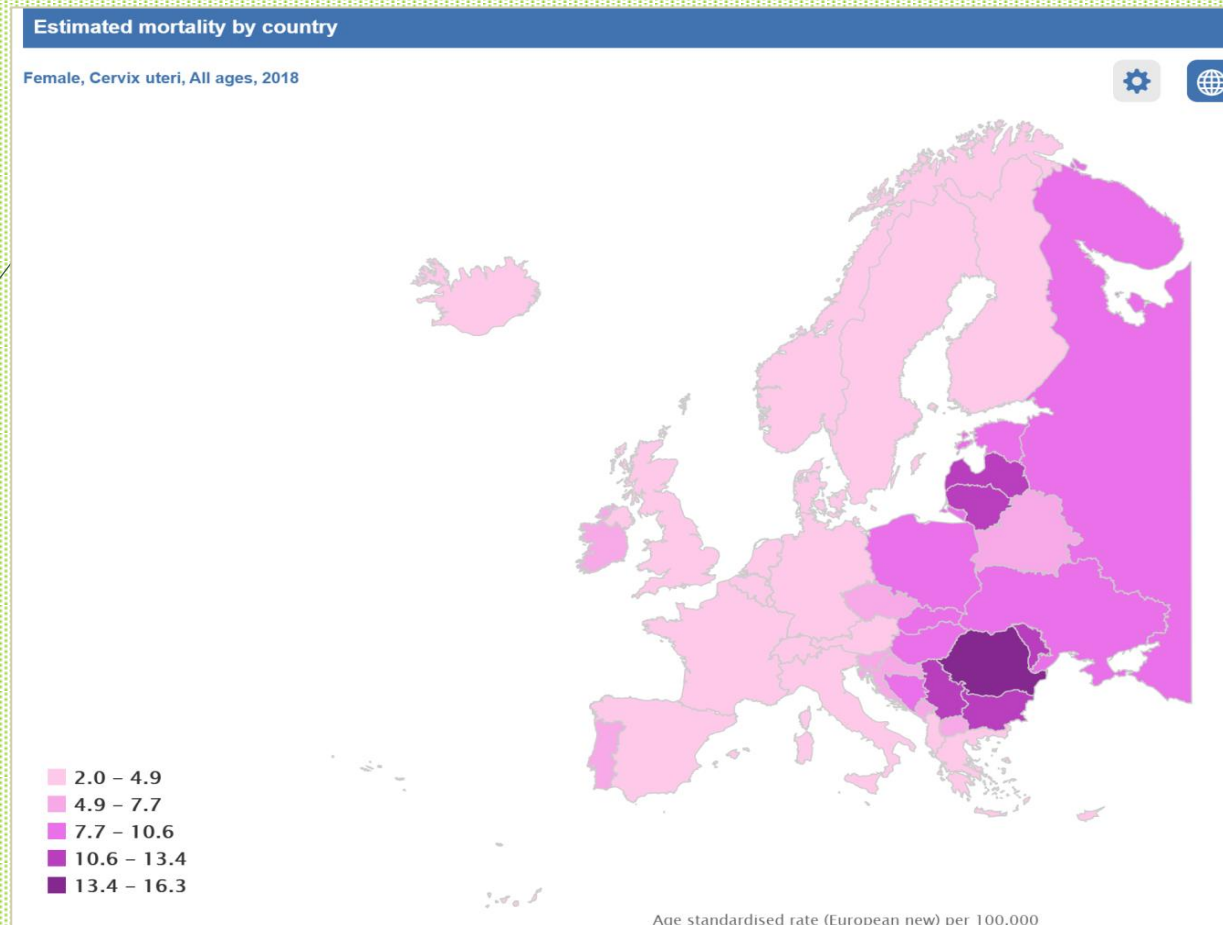 Estimated mortality by country
Female, Cervix uteri, All ages, 2018
2.0 – 4.9
4.9 – 7.7
7.7 – 10.6
10.6 – 13.4
13.4 – 16.3
Age standardised rate (European new) per 100,000